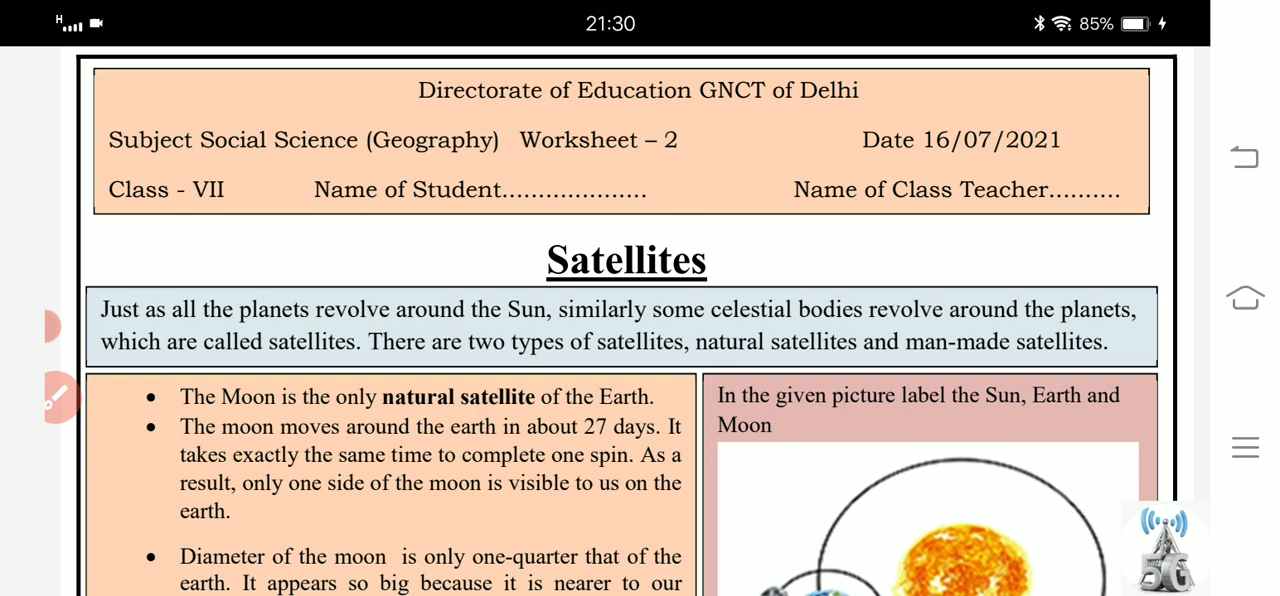 H
21:30
85%
Directorate of Education GNCT of Delhi
Subject Social Science (Geography) Worksheet – 2 Date 16/07/2021
Class - VII Name of Student..................... Name of Class Teacher..........
Satellites
Just as all the planets revolve around the Sun, similarly some celestial bodies revolve around the planets,
which are called satellites. There are two types of satellites, natural satellites and man-made satellites.
• The Moon is the only natural satellite of the Earth.
• The moon moves around the earth in about 27 days. It
takes exactly the same time to complete one spin. As a
result, only one side of the moon is visible to us on the
earth.
• Diameter of the moon is only one-quarter that of the
earth. It appears so big because it is nearer to our
In the given picture label the Sun, Earth and
Moon
5G